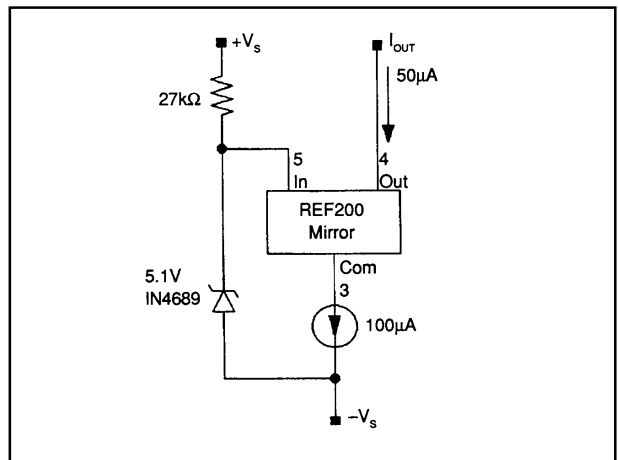 +Vs
IOUT
50µA
27kΩ
5
In
4
Out
REF200
Mirror
Com
3
5.1V
IN4689
100µA
–Vs